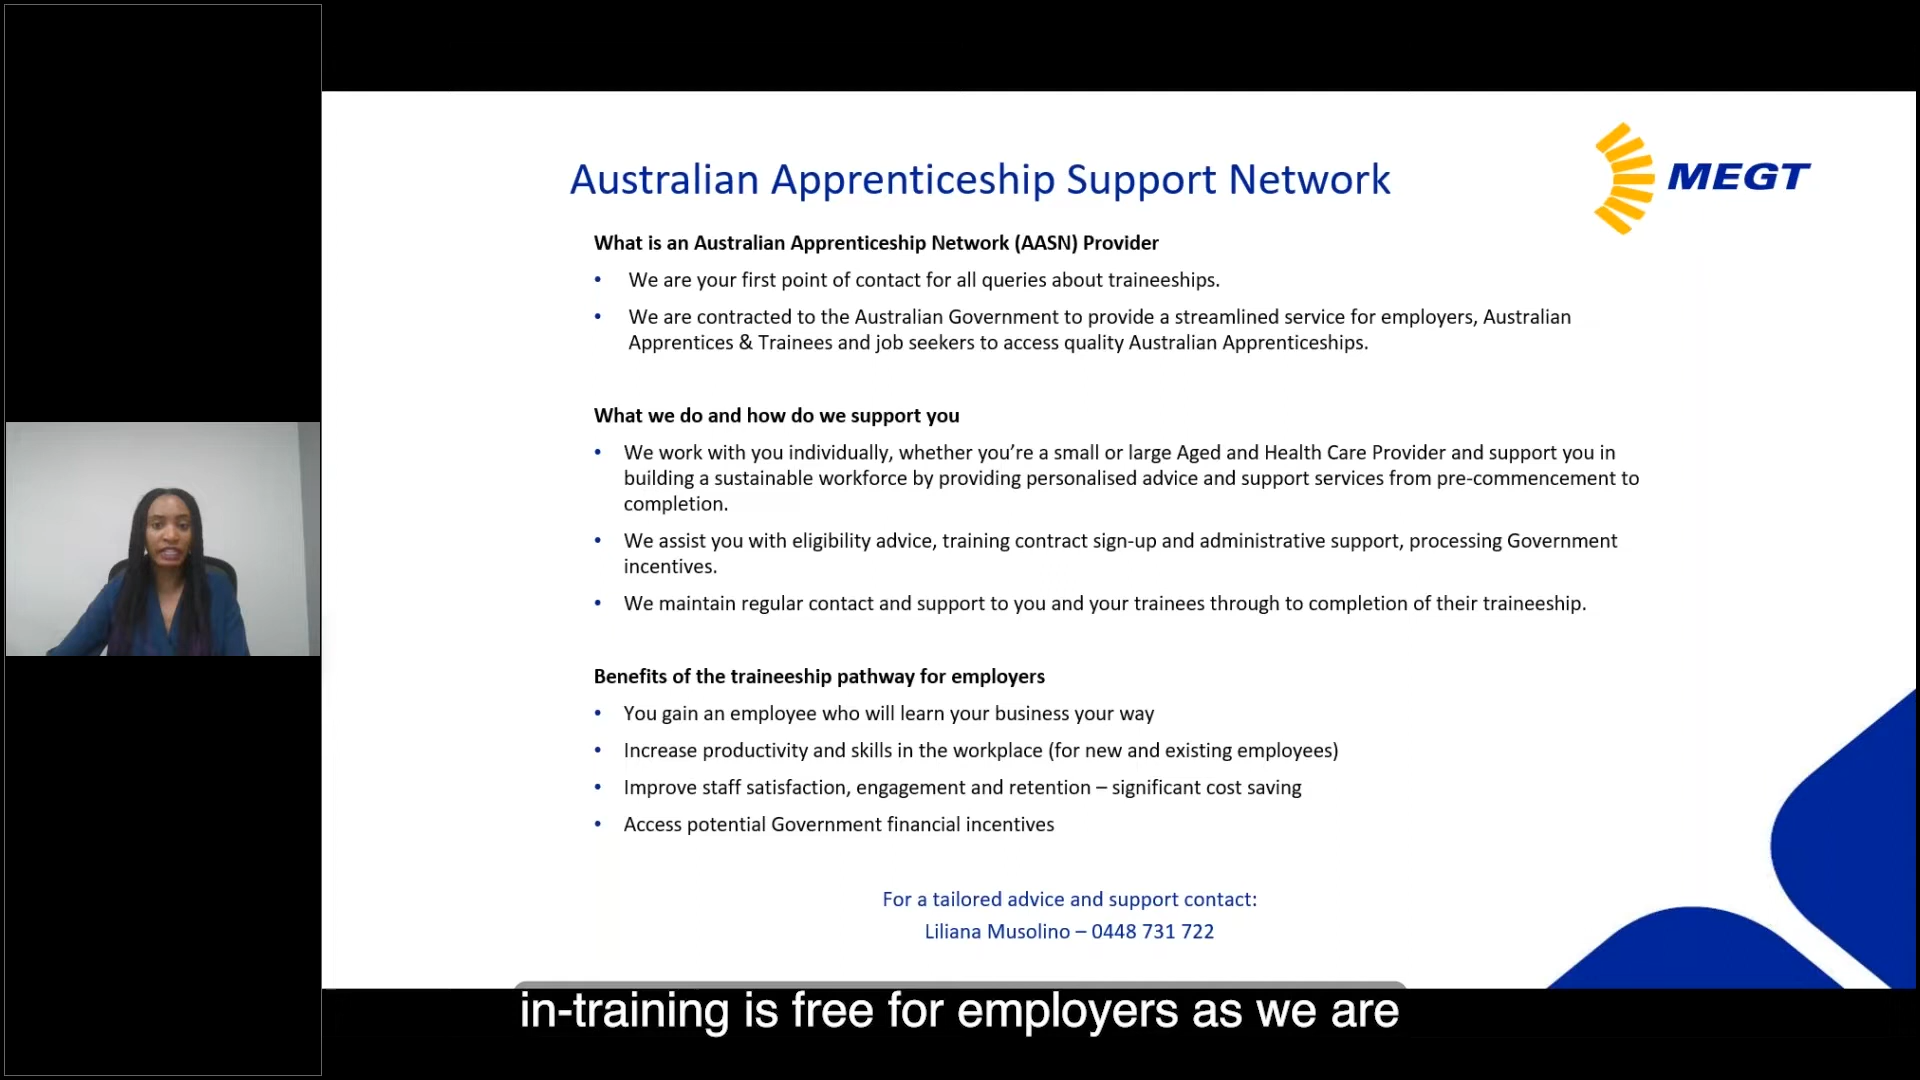 Australian Apprenticeship Support Network
MEGT
What is an Australian Apprenticeship Network (AASN) Provider
• We are your first point of contact for all queries about traineeships.
• We are contracted to the Australian Government to provide a streamlined service for employers, Australian
Apprentices & Trainees and job seekers to access quality Australian Apprenticeships.
What we do and how do we support you
• We work with you individually, whether you’re a small or large Aged and Health Care Provider and support you in
building a sustainable workforce by providing personalised advice and support services from pre-commencement to
completion.
• We assist you with eligibility advice, training contract sign-up and administrative support, processing Government
incentives.
• We maintain regular contact and support to you and your trainees through to completion of their traineeship.
Benefits of the traineeship pathway for employers
• You gain an employee who will learn your business your way
• Increase productivity and skills in the workplace (for new and existing employees)
• Improve staff satisfaction, engagement and retention – significant cost saving
• Access potential Government financial incentives
For a tailored advice and support contact:
Liliana Musolino – 0448 731 722
in-training is free for employers as we are